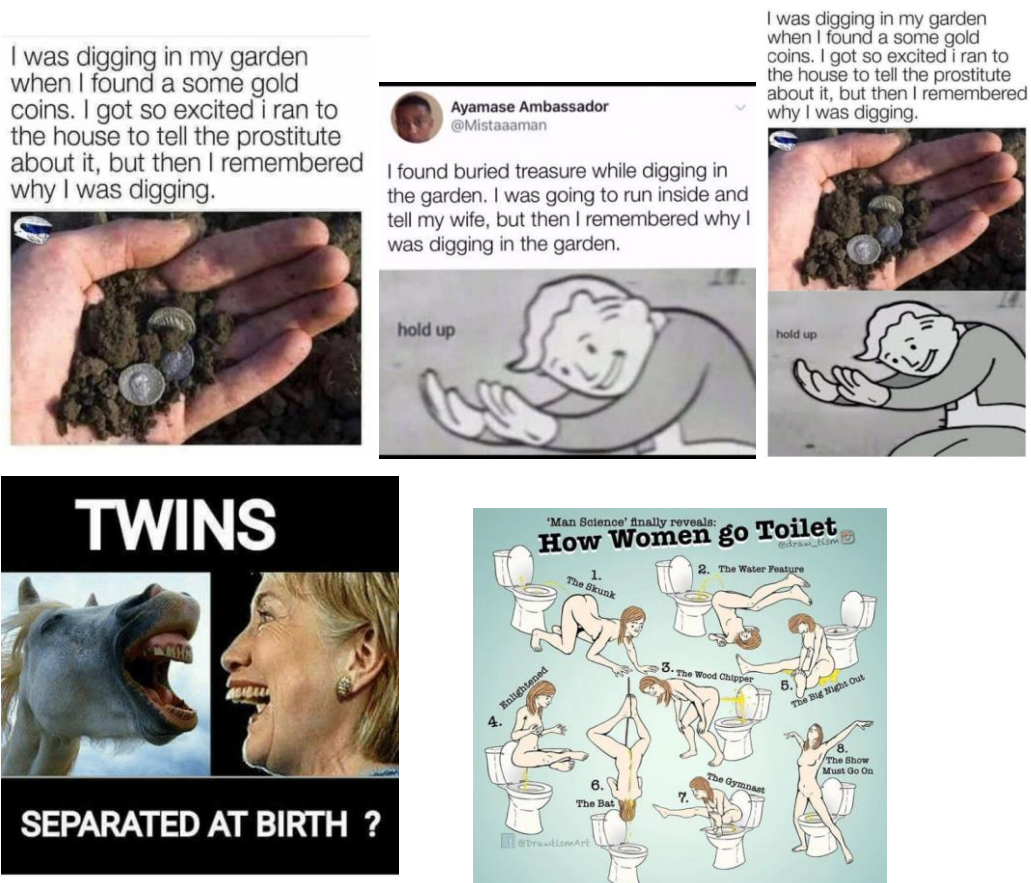 I was digging in my garden
when I found a some gold
coins. I got so excited i ran to
the house to tell the prostitute
about it, but then I remembered
why I was digging.
Ayamase Ambassador
@Mistaaaman
I found buried treasure while digging in
the garden. I was going to run inside and
tell my wife, but then I remembered why I
was digging in the garden.
hold up
I was digging in my garden
when I found a some gold
coins. I got so excited i ran to
the house to tell the prostitute
about it, but then I remembered
why I was digging.
hold up
TWINS
SEPARATED AT BIRTH ?
'Man Science' finally reveals:
How Women go Toilet
@draw_tism
1.
The Skunk
2. The Water Feature
3. The Wood Chipper
4. Enlightened
5.
The Big Night Out
6.
The Bat
7.
The Gymnast
8.
The Show
Must Go On
@DrawtismArt